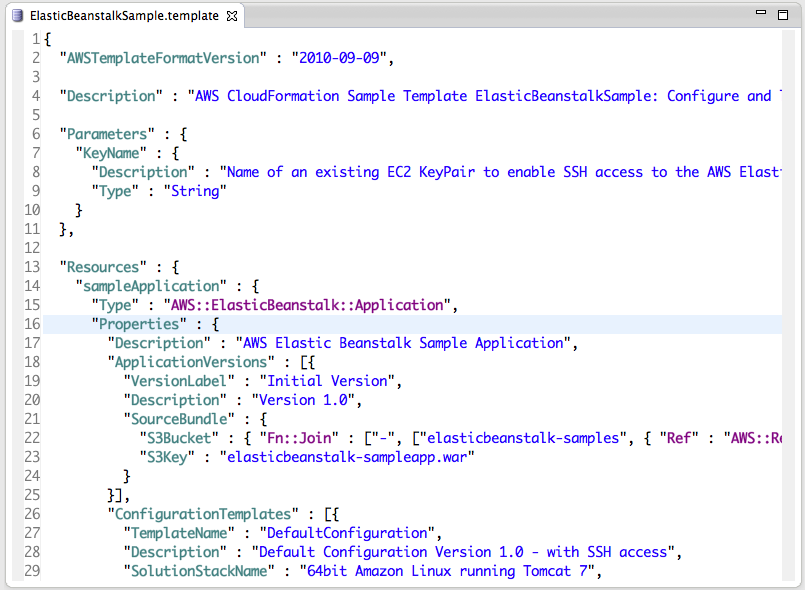 ElasticBeanstalkSample.template
1 {
2 "AWSTemplateFormatVersion" : "2010-09-09",
3
4 "Description" : "AWS CloudFormation Sample Template ElasticBeanstalkSample: Configure and
5
6 "Parameters" : {
7 "KeyName" : {
8 "Description" : "Name of an existing EC2 KeyPair to enable SSH access to the AWS
9 "Type" : "String"
10 }
11 },
12
13 "Resources" : {
14 "sampleApplication" : {
15 "Type" : "AWS::ElasticBeanstalk::Application",
16 "Properties" : {
17 "Description" : "AWS Elastic Beanstalk Sample Application",
18 "ApplicationVersions" : [{
19 "VersionLabel" : "Initial Version",
20 "Description" : "Version 1.0",
21 "SourceBundle" : {
22 "S3Bucket" : { "Fn::Join" : ["-", ["elasticbeanstalk-samples", { "Ref" : "AWS::
23 "S3Key" : "elasticbeanstalk-sampleapp.war"
24 }
25 }],
26 "ConfigurationTemplates" : [{
27 "TemplateName" : "DefaultConfiguration",
28 "Description" : "Default Configuration Version 1.0 - with SSH access",
29 "SolutionStackName" : "64bit Amazon Linux running Tomcat 7",